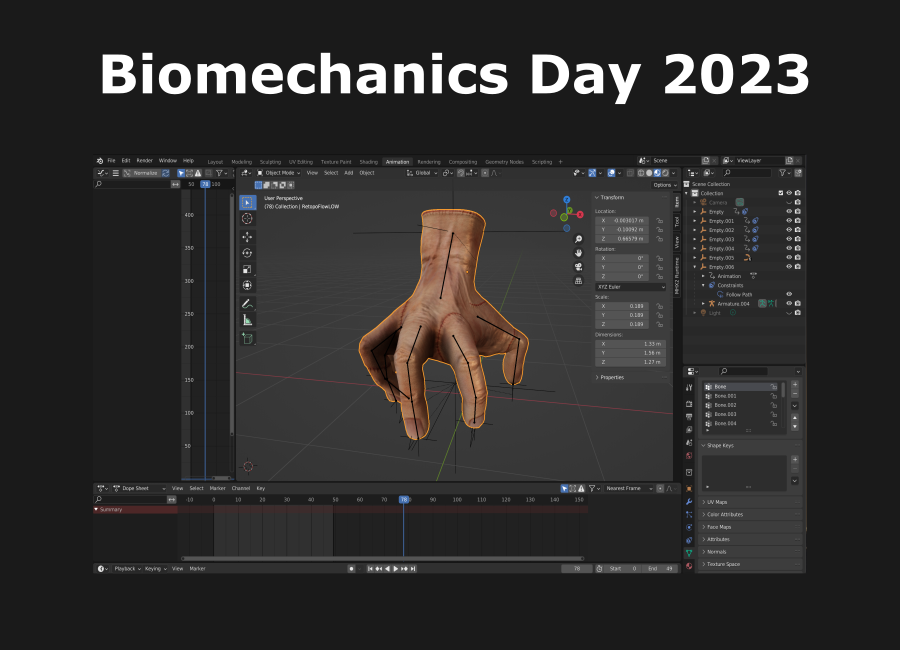 Biomechanics Day 2023
File Edit Render Window Help Layout Modeling Sculpting UV Editing Texture Paint Shading Animation Rendering Compositing Geometry Nodes Scripting + Scene ViewLayer
Normalize Object Mode View Select Add Object Global
50 78 100
Options
User Perspective
(78) Collection | RetopoFlowLOW
400
350
300
250
200
150
100
50
Transform
Location:
X -0.003017 m
Y -0.10092 m
Z 0.66579 m
Rotation:
X 0°
Y 0°
Z 0°
XYZ Euler
Scale:
X 0.189
Y 0.189
Z 0.189
Dimensions:
X 1.33 m
Y 1.56 m
Z 1.27 m
Properties
Item
Tool
View
Scene Collection
Collection
Camera
Empty
Empty.001
Empty.002
Empty.003
Empty.004
Empty.005
Empty.006
Animation
Constraints
Follow Path
Armature.004
Light
Bone
Bone.001
Bone.002
Bone.003
Bone.004
Shape Keys
UV Maps
Color Attributes
Face Maps
Attributes
Normals
Texture Space
Dope Sheet View Select Marker Channel Key Nearest Frame
-10 0 10 20 30 40 50 60 70 78 90 100 110 120 130 140 150
Summary
Playback Keying View Marker 78 Start 0 End 49